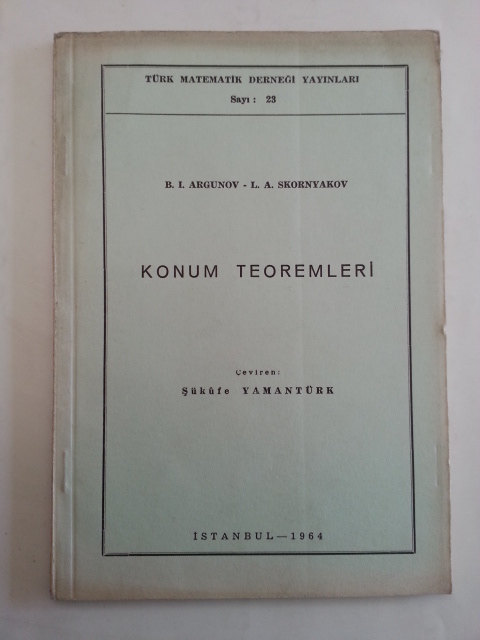 TÜRK MATEMATİK DERNEĞİ YAYINLARI
Sayı : 23
B. I. ARGUNOV - L. A. SKORNYAKOV
KONUM TEOREMLERİ
Çeviren:
Şükûfe YAMANTÜRK
İSTANBUL — 1964